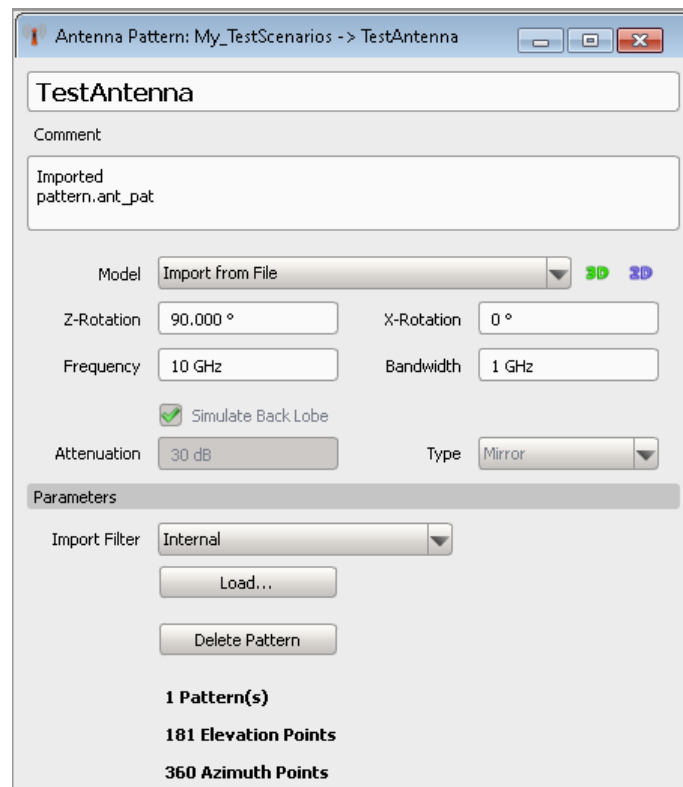 Antenna Pattern: My_TestScenarios -> TestAntenna
TestAntenna
Comment
Imported
pattern.ant_pat
Model Import from File 3D 2D
Z-Rotation 90.000 ° X-Rotation 0 °
Frequency 10 GHz Bandwidth 1 GHz
Simulate Back Lobe
Attenuation 30 dB Type Mirror
Parameters
Import Filter Internal
Load...
Delete Pattern
1 Pattern(s)
181 Elevation Points
360 Azimuth Points